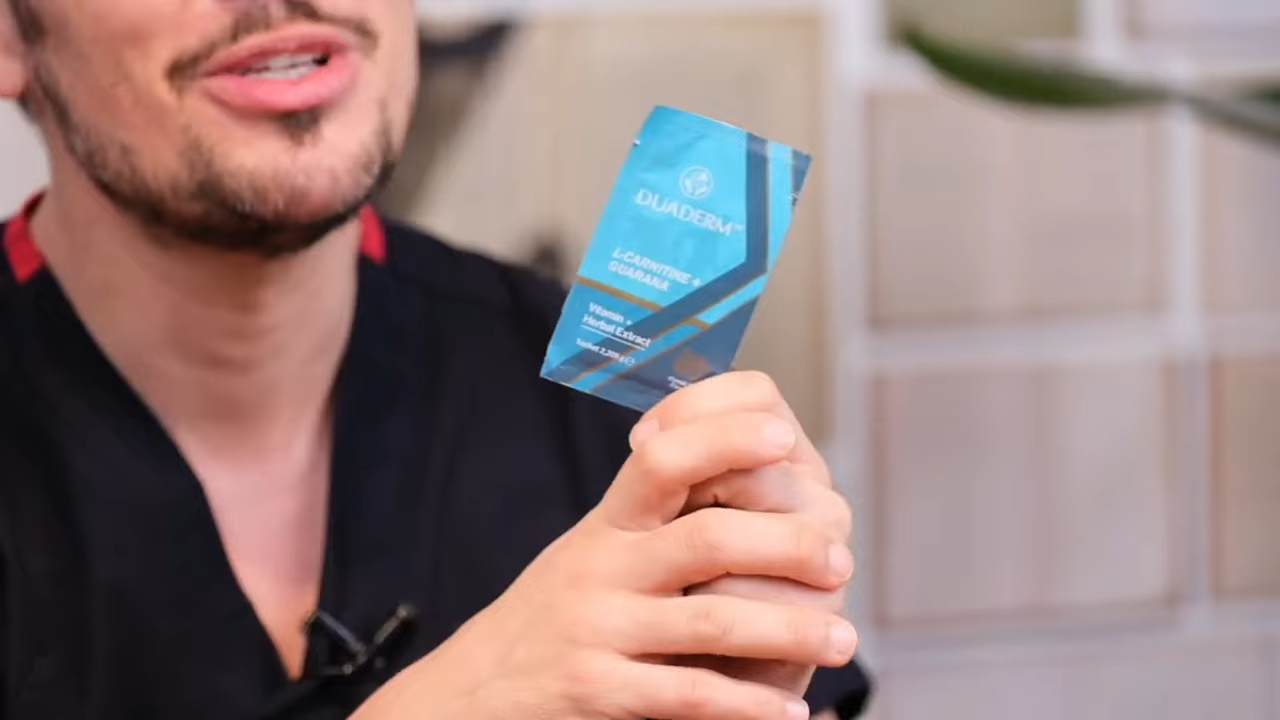 DUADERM
L-CARNITINE +
GUARANA
Vitamin +
Herbal Extract